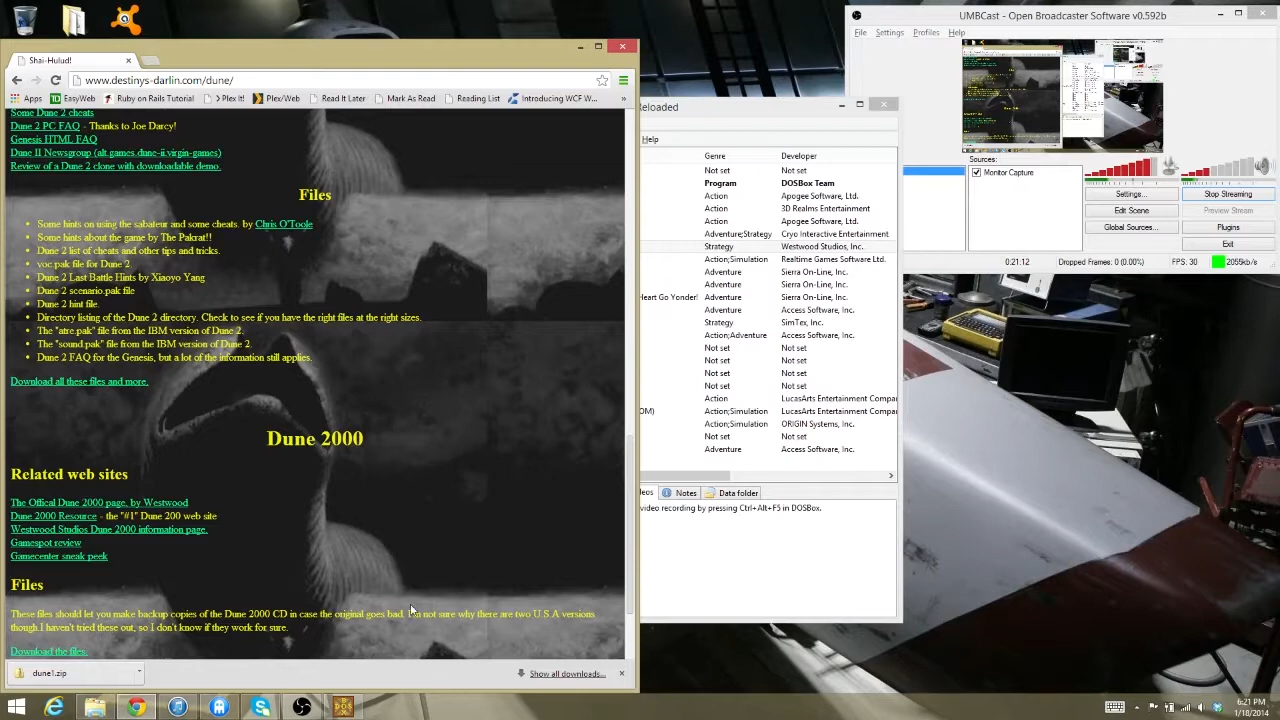 UMBCast - Open Broadcaster Software v0.592b
File Settings Profiles Help
Shai-Hulud!
www.destinys-darlin.com/dune/
Apps EasyWeb Ruby on Rails Tutorial
Some Dune 2 cheats
Dune 2 PC FAQ - Thanks to Joe Darcy!
Genesis HTML FAQ
Dune II Newsgroup (alt.games.dune-ii.virgin-games)
Review of a Dune 2 clone with downloadable demo.
Files
Some hints on using the sabateur and some cheats. by Chris O'Toole
Some hints about the game by The Pakrat!!
Dune 2 list of cheats and other tips and tricks.
voc.pak file for Dune 2.
Dune 2 Last Battle Hints by Xiaoyo Yang
Dune 2 scenario.pak file
Dune 2 hint file.
Directory listing of the Dune 2 directory. Check to see if you have the right files at the right sizes.
The "atre.pak" file from the IBM version of Dune 2.
The "sound.pak" file from the IBM version of Dune 2.
Dune 2 FAQ for the Genesis, but a lot of the information still applies.
Download all these files and more.
Dune 2000
Related web sites
The Offical Dune 2000 page, by Westwood
Dune 2000 Resource - the "#1" Dune 200 web site
Westwood Studios Dune 2000 information page.
Gamespot review
Gamecenter sneak peek
Files
These files should let you make backup copies of the Dune 2000 CD in case the original goes bad. I'm not sure why there are two U.S.A versions
though.I haven't tried these out, so I don't know if they work for sure.
Download the files.
dune1.zip
Show all downloads...
Reloaded
Help
Genre Developer
Not set Not set
Program DOSBox Team
Action Apogee Software, Ltd.
Action 3D Realms Entertainment
Action Apogee Software, Ltd.
Adventure;Strategy Cryo Interactive Entertainment
Strategy Westwood Studios, Inc.
Action;Simulation Realtime Games Software Ltd.
Adventure Sierra On-Line, Inc.
Adventure Sierra On-Line, Inc.
Heart Go Yonder! Adventure Sierra On-Line, Inc.
Adventure Access Software, Inc.
Strategy SimTex, Inc.
Action;Adventure Access Software, Inc.
Not set Not set
Not set Not set
Not set Not set
Not set Not set
Action LucasArts Entertainment Compa
OM) Action;Simulation LucasArts Entertainment Compa
Action;Simulation ORIGIN Systems, Inc.
Not set Not set
Adventure Access Software, Inc.
deos Notes Data folder
video recording by pressing Ctrl+Alt+F5 in DOSBox.
Sources:
Monitor Capture
Settings... Stop Streaming
Edit Scene Preview Stream
Global Sources... Plugins
Exit
0:21:12 Dropped Frames: 0 (0.00%) FPS: 30 2055kb/s
6:21 PM
1/18/2014